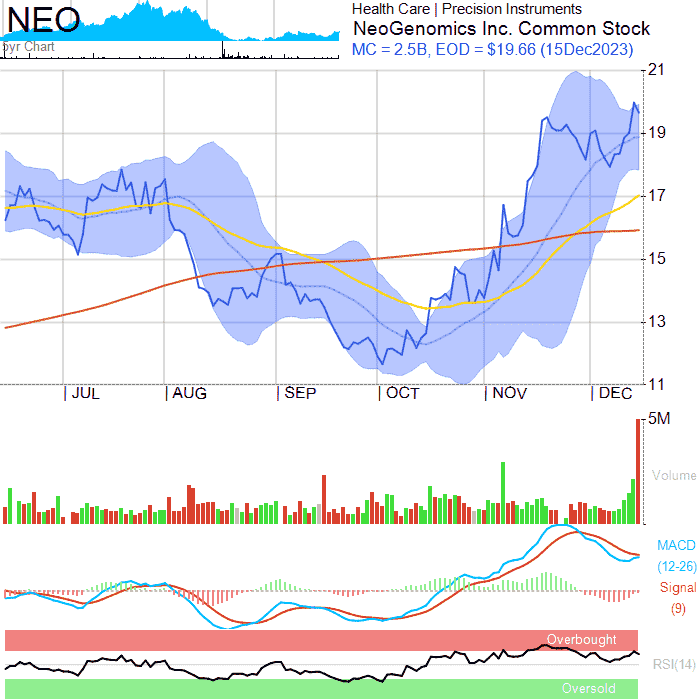 NEO
5yr Chart
Health Care | Precision Instruments
NeoGenomics Inc. Common Stock
MC = 2.5B, EOD = $19.66 (15Dec2023)
21
19
17
15
13
11
JUL
AUG
SEP
OCT
NOV
DEC
5M
Volume
MACD
(12-26)
Signal
(9)
Overbought
RSI(14)
Oversold